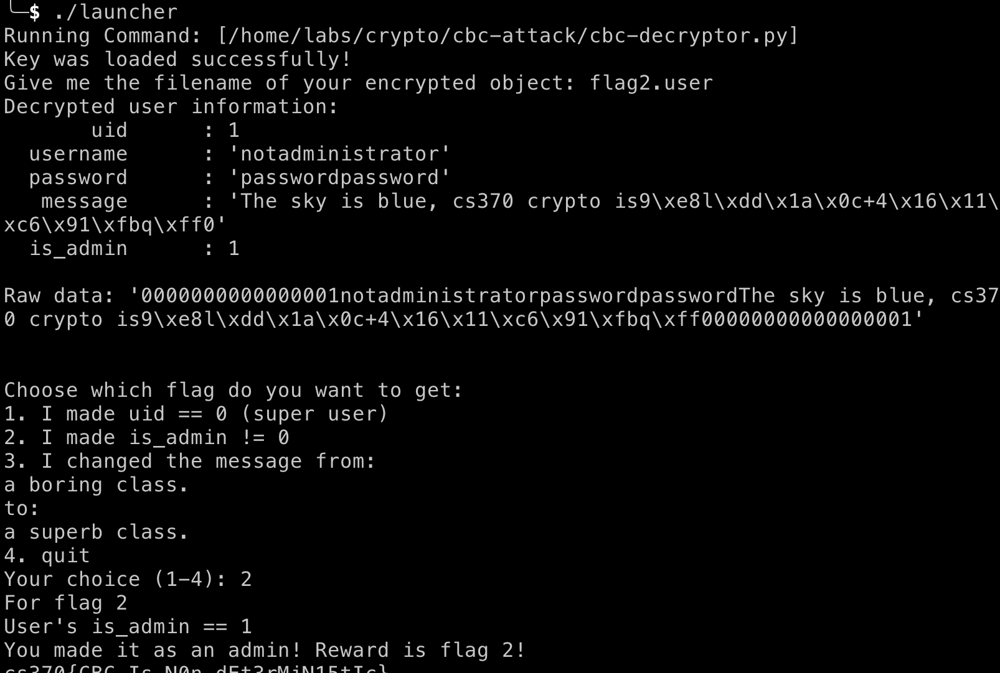 └─$ ./launcher
Running Command: [/home/labs/crypto/cbc-attack/cbc-decryptor.py]
Key was loaded successfully!
Give me the filename of your encrypted object: flag2.user
Decrypted user information:
       uid      : 1
  username      : 'notadministrator'
  password      : 'passwordpassword'
   message      : 'The sky is blue, cs370 crypto is9\xe8l\xdd\x1a\x0c+4\x16\x11\
xc6\x91\xfbq\xff0'
  is_admin      : 1
Raw data: '0000000000000001notadministratorpasswordpasswordThe sky is blue, cs37
0 crypto is9\xe8l\xdd\x1a\x0c+4\x16\x11\xc6\x91\xfbq\xff00000000000000001'
Choose which flag do you want to get:
1. I made uid == 0 (super user)
2. I made is_admin != 0
3. I changed the message from:
a boring class.
to:
a superb class.
4. quit
Your choice (1-4): 2
For flag 2
User's is_admin == 1
You made it as an admin! Reward is flag 2!